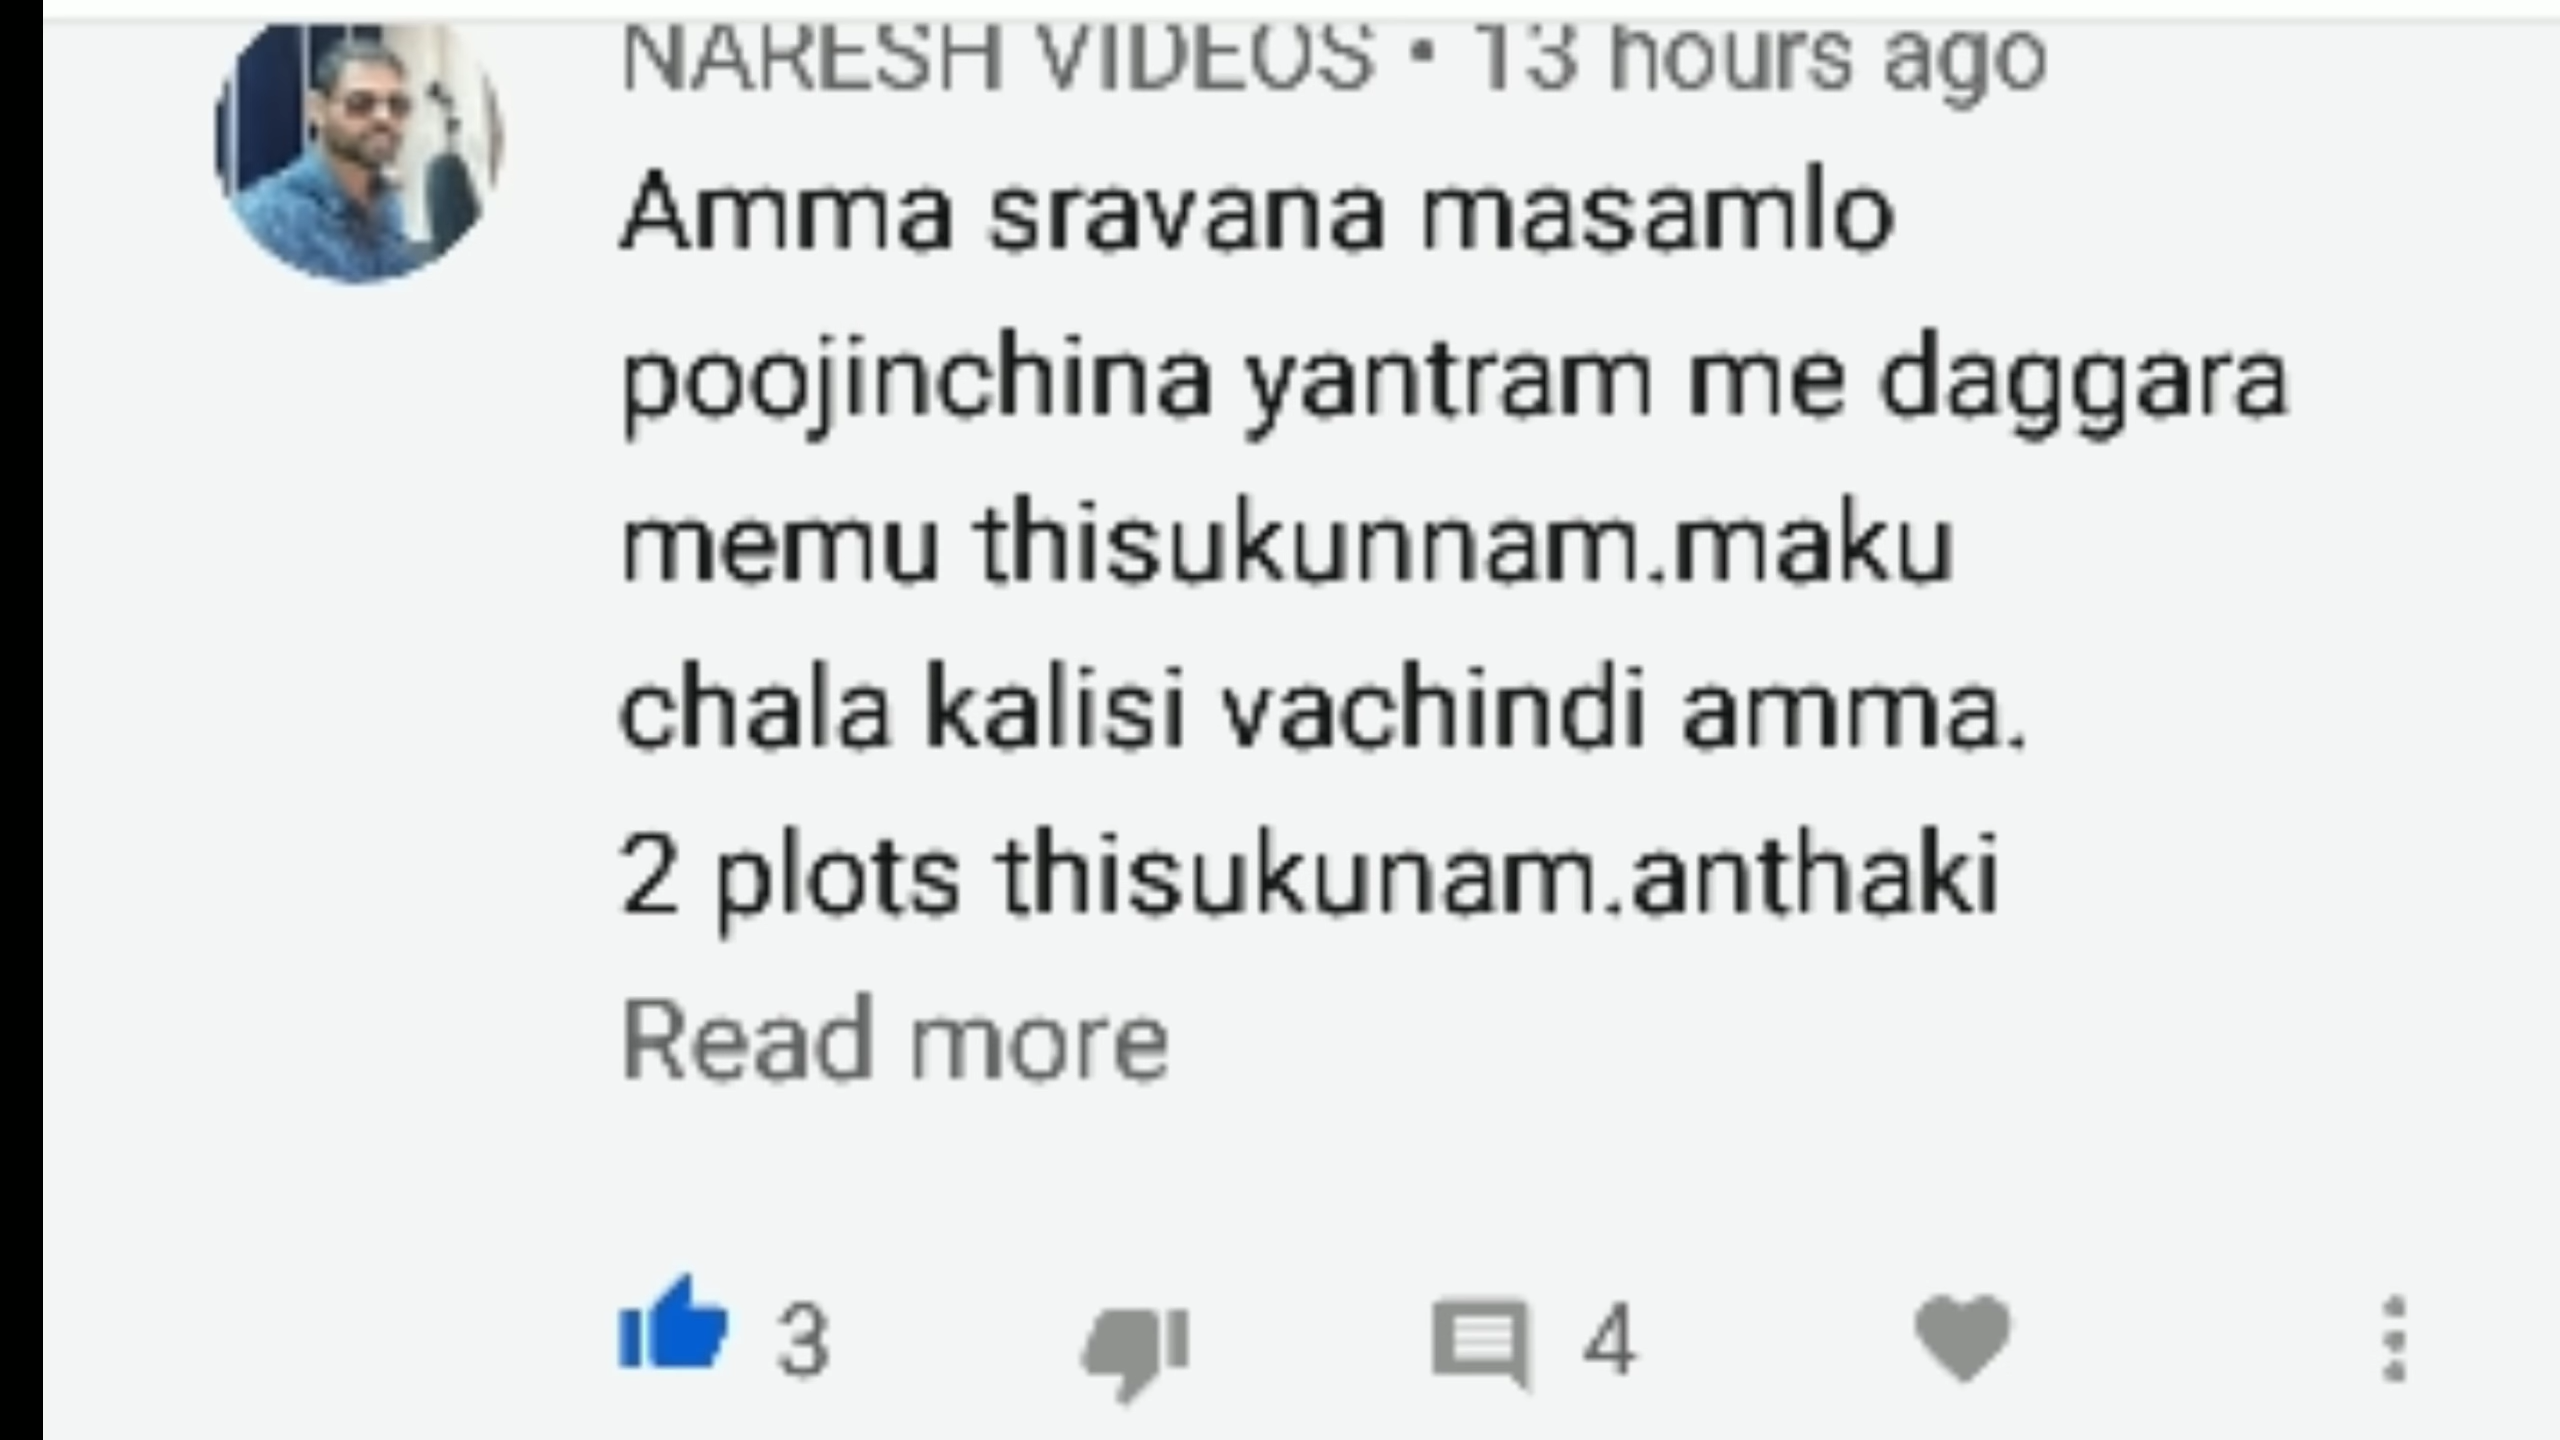 NARESH VIDEOS • 13 hours ago
Amma sravana masamlo
poojinchina yantram me daggara
memu thisukunnam.maku
chala kalisi vachindi amma.
2 plots thisukunam.anthaki
Read more
3 4